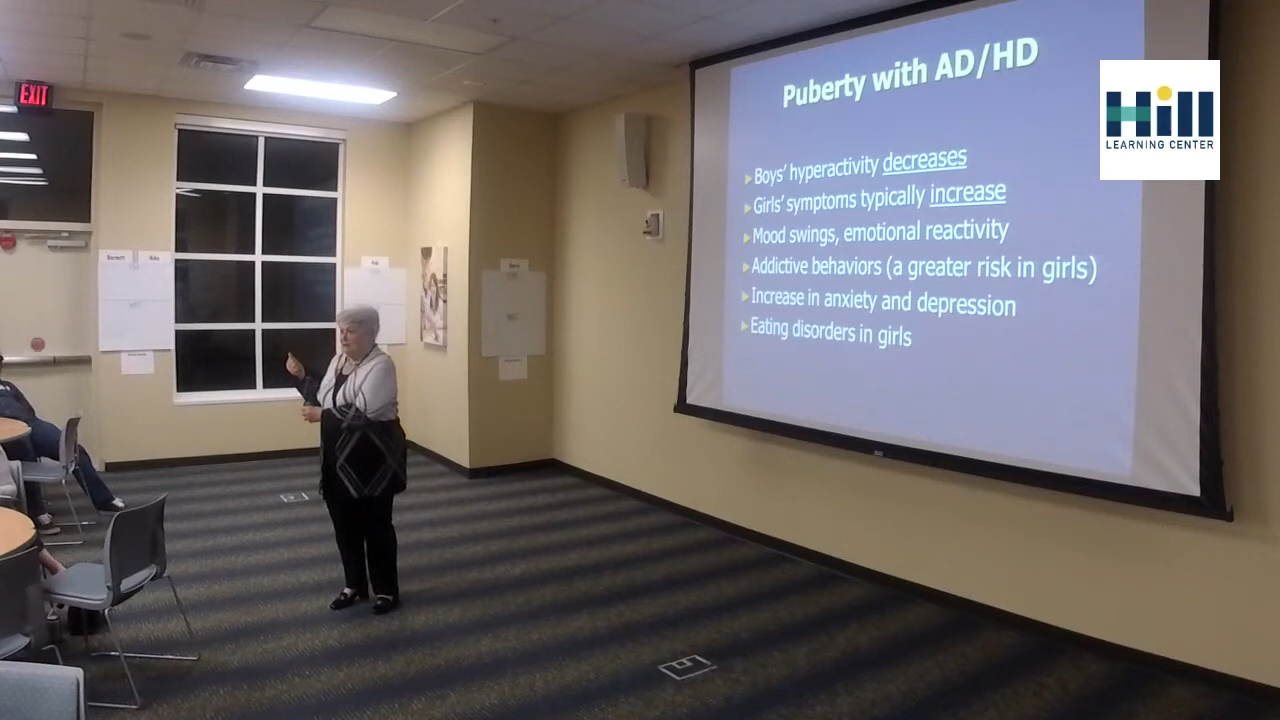 EXIT
Puberty with AD/HD
Boys' hyperactivity decreases
Girls' symptoms typically increase
Mood swings, emotional reactivity
Addictive behaviors (a greater risk in girls)
Increase in anxiety and depression
Eating disorders in girls
Hill
LEARNING CENTER